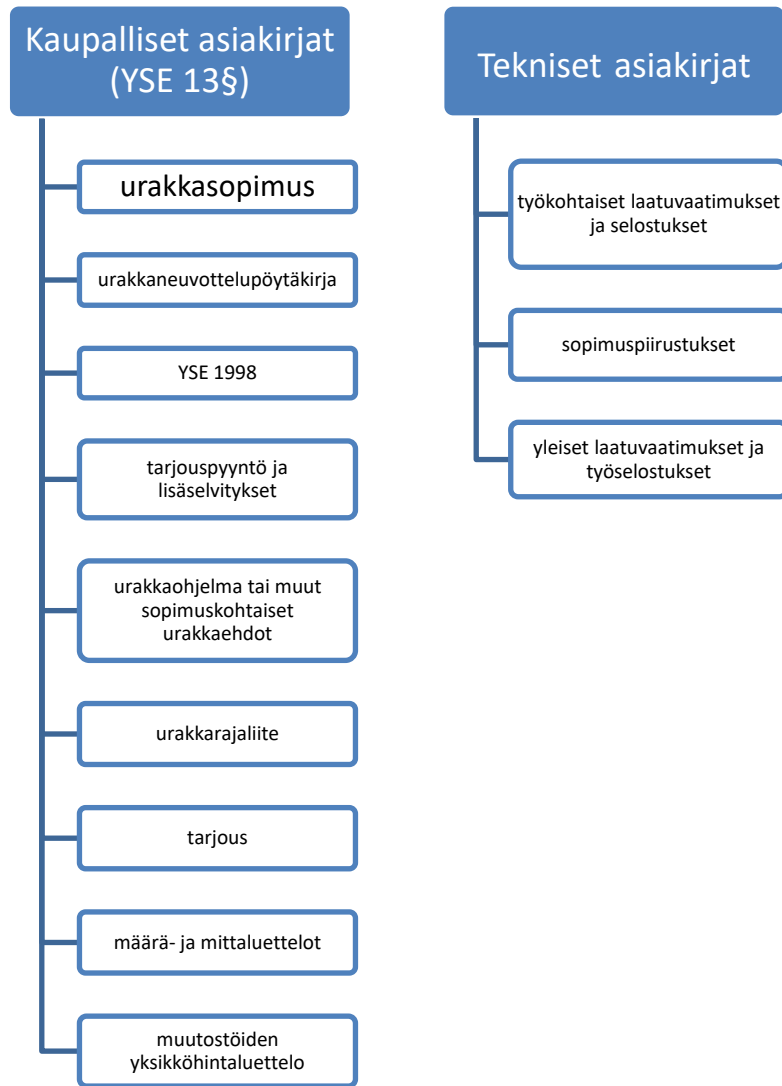 Kaupalliset asiakirjat
(YSE 13§)
urakkasopimus
urakkaneuvottelupöytäkirja
YSE 1998
tarjouspyyntö ja
lisäselvitykset
urakkaohjelma tai muut
sopimuskohtaiset
urakkaehdot
urakkarajaliite
tarjous
määrä- ja mittaluettelot
muutostöiden
yksikköhintaluettelo
Tekniset asiakirjat
työkohtaiset laatuvaatimukset
ja selostukset
sopimuspiirustukset
yleiset laatuvaatimukset ja
työselostukset